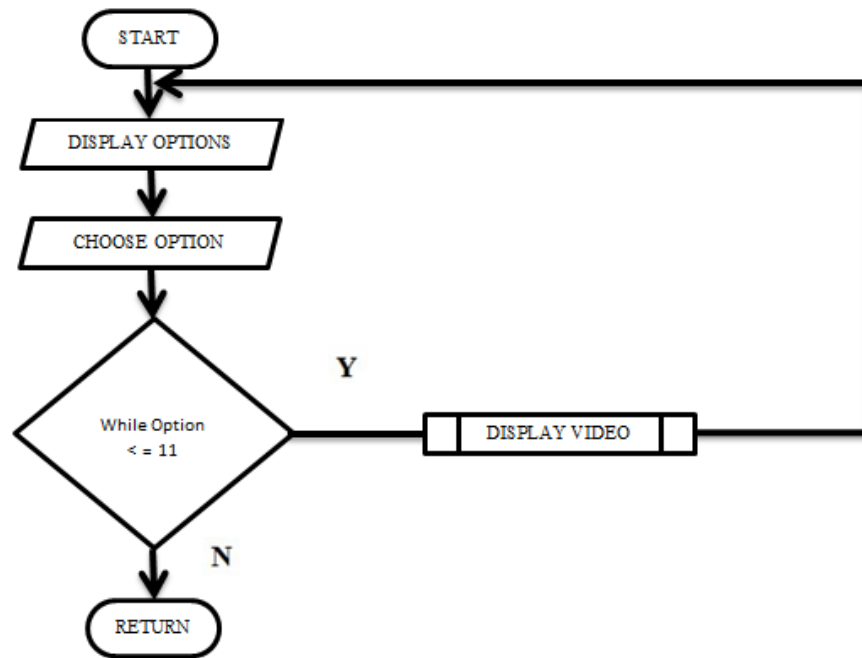 START
DISPLAY OPTIONS
CHOOSE OPTION
Y
While Option
< = 11
DISPLAY VIDEO
N
RETURN